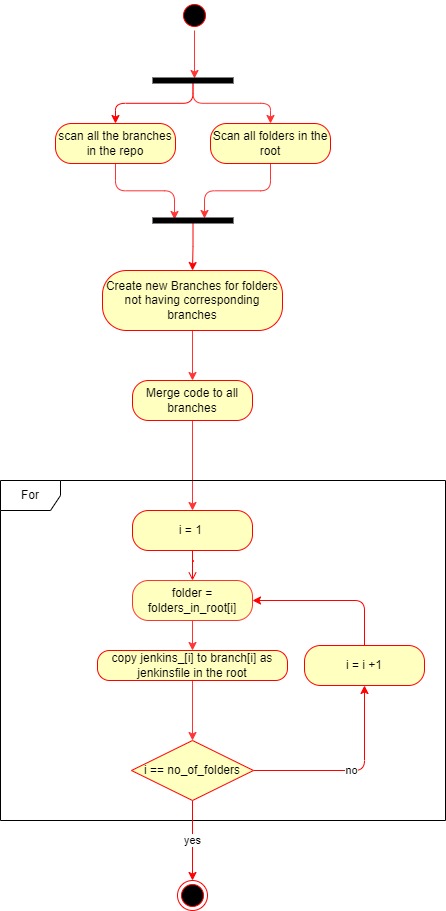 scan all the branches
in the repo
Scan all folders in the
root
Create new Branches for folders
not having corresponding
branches
Merge code to all
branches
For
i = 1
folder =
folders_in_root[i]
copy jenkins_[i] to branch[i] as
jenkinsfile in the root
i = i +1
i == no_of_folders
no
yes